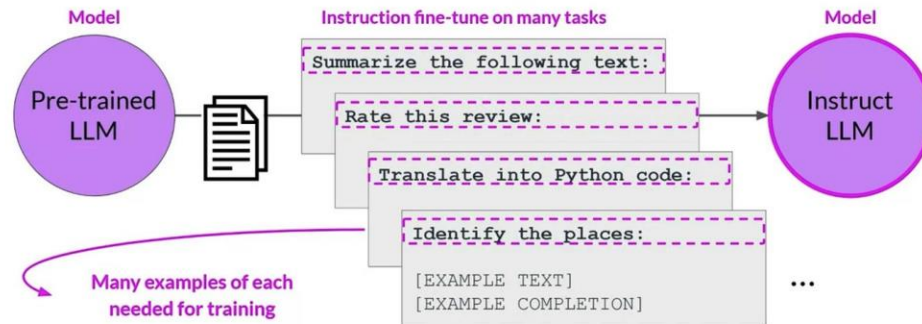 Model
Instruction fine-tune on many tasks
Model
Pre-trained
LLM
Summarize the following text:
Rate this review:
Translate into Python code:
Identify the places:
[EXAMPLE TEXT]
[EXAMPLE COMPLETION]
...
Instruct
LLM
Many examples of each
needed for training